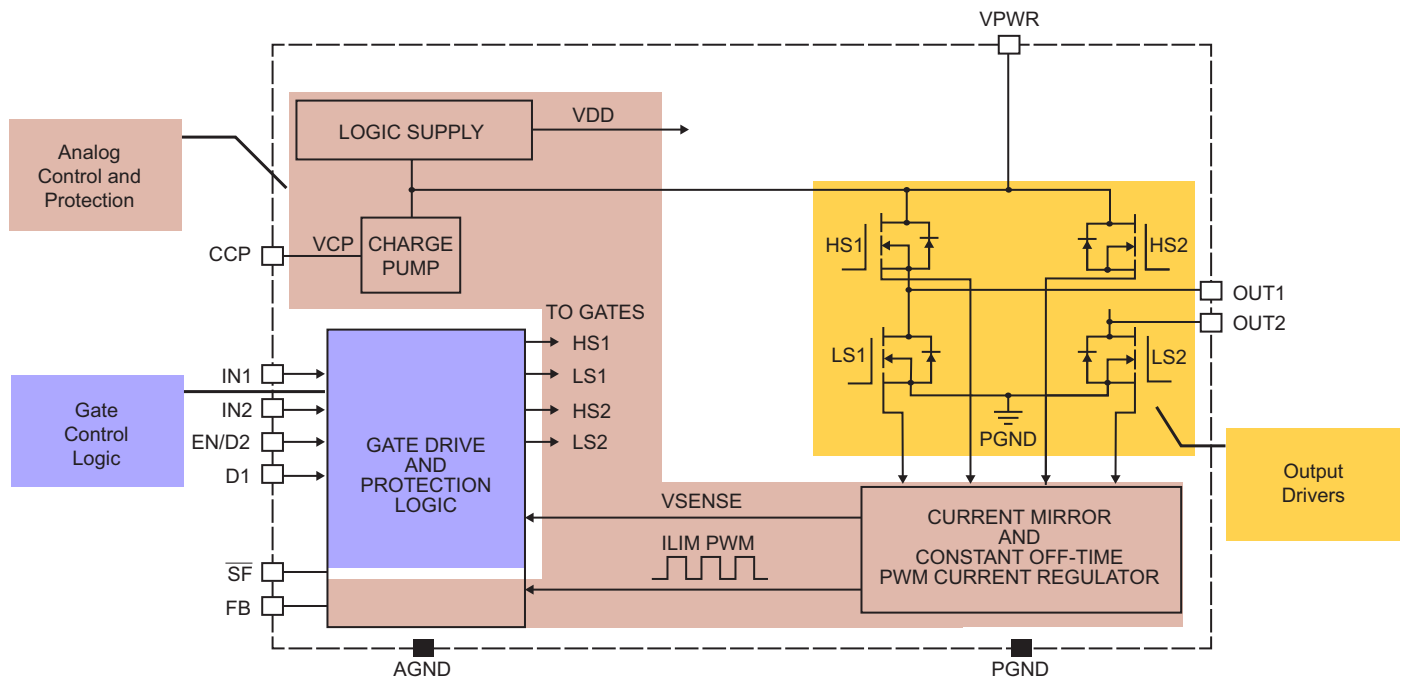 VPWR
LOGIC SUPPLY
VDD
Analog
Control and
Protection
CCP
VCP
CHARGE
PUMP
HS1
HS2
OUT1
OUT2
TO GATES
HS1
LS1
HS2
LS2
LS1
LS2
PGND
IN1
IN2
EN/D2
D1
Gate
Control
Logic
GATE DRIVE
AND
PROTECTION
LOGIC
Output
Drivers
VSENSE
ILIM PWM
CURRENT MIRROR
AND
CONSTANT OFF-TIME
PWM CURRENT REGULATOR
SF
FB
AGND
PGND